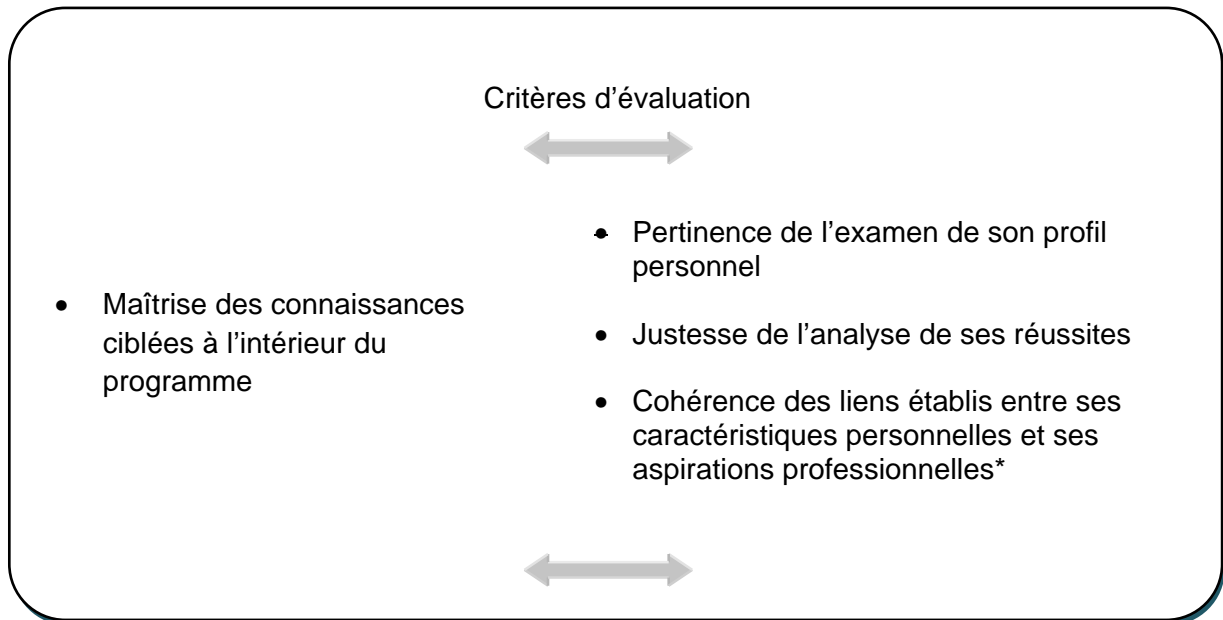 Critères d’évaluation
• Maîtrise des connaissances
ciblées à l’intérieur du
programme
• Pertinence de l’examen de son profil
personnel
• Justesse de l’analyse de ses réussites
• Cohérence des liens établis entre ses
caractéristiques personnelles et ses
aspirations professionnelles*